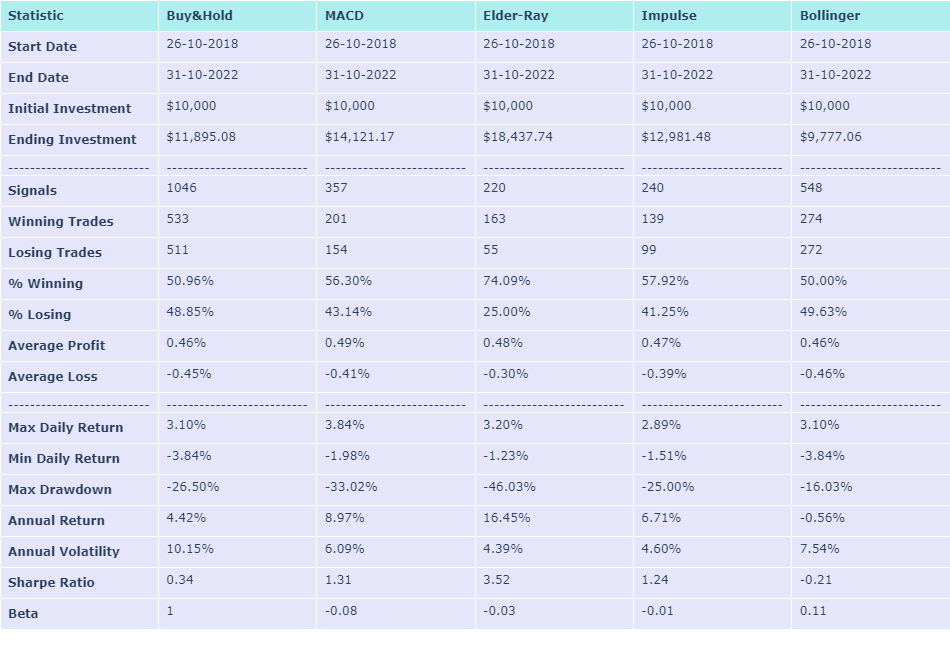 Statistic Buy&Hold MACD Elder-Ray Impulse Bollinger
Start Date 26-10-2018 26-10-2018 26-10-2018 26-10-2018 26-10-2018
End Date 31-10-2022 31-10-2022 31-10-2022 31-10-2022 31-10-2022
Initial Investment $10,000 $10,000 $10,000 $10,000 $10,000
Ending Investment $11,895.08 $14,121.17 $18,437.74 $12,981.48 $9,777.06
-------------------------- -------------------------- -------------------------- -------------------------- -------------------------- --------------------------
Signals 1046 357 220 240 548
Winning Trades 533 201 163 139 274
Losing Trades 511 154 55 99 272
% Winning 50.96% 56.30% 74.09% 57.92% 50.00%
% Losing 48.85% 43.14% 25.00% 41.25% 49.63%
Average Profit 0.46% 0.49% 0.48% 0.47% 0.46%
Average Loss -0.45% -0.41% -0.30% -0.39% -0.46%
-------------------------- -------------------------- -------------------------- -------------------------- -------------------------- --------------------------
Max Daily Return 3.10% 3.84% 3.20% 2.89% 3.10%
Min Daily Return -3.84% -1.98% -1.23% -1.51% -3.84%
Max Drawdown -26.50% -33.02% -46.03% -25.00% -16.03%
Annual Return 4.42% 8.97% 16.45% 6.71% -0.56%
Annual Volatility 10.15% 6.09% 4.39% 4.60% 7.54%
Sharpe Ratio 0.34 1.31 3.52 1.24 -0.21
Beta 1 -0.08 -0.03 -0.01 0.11